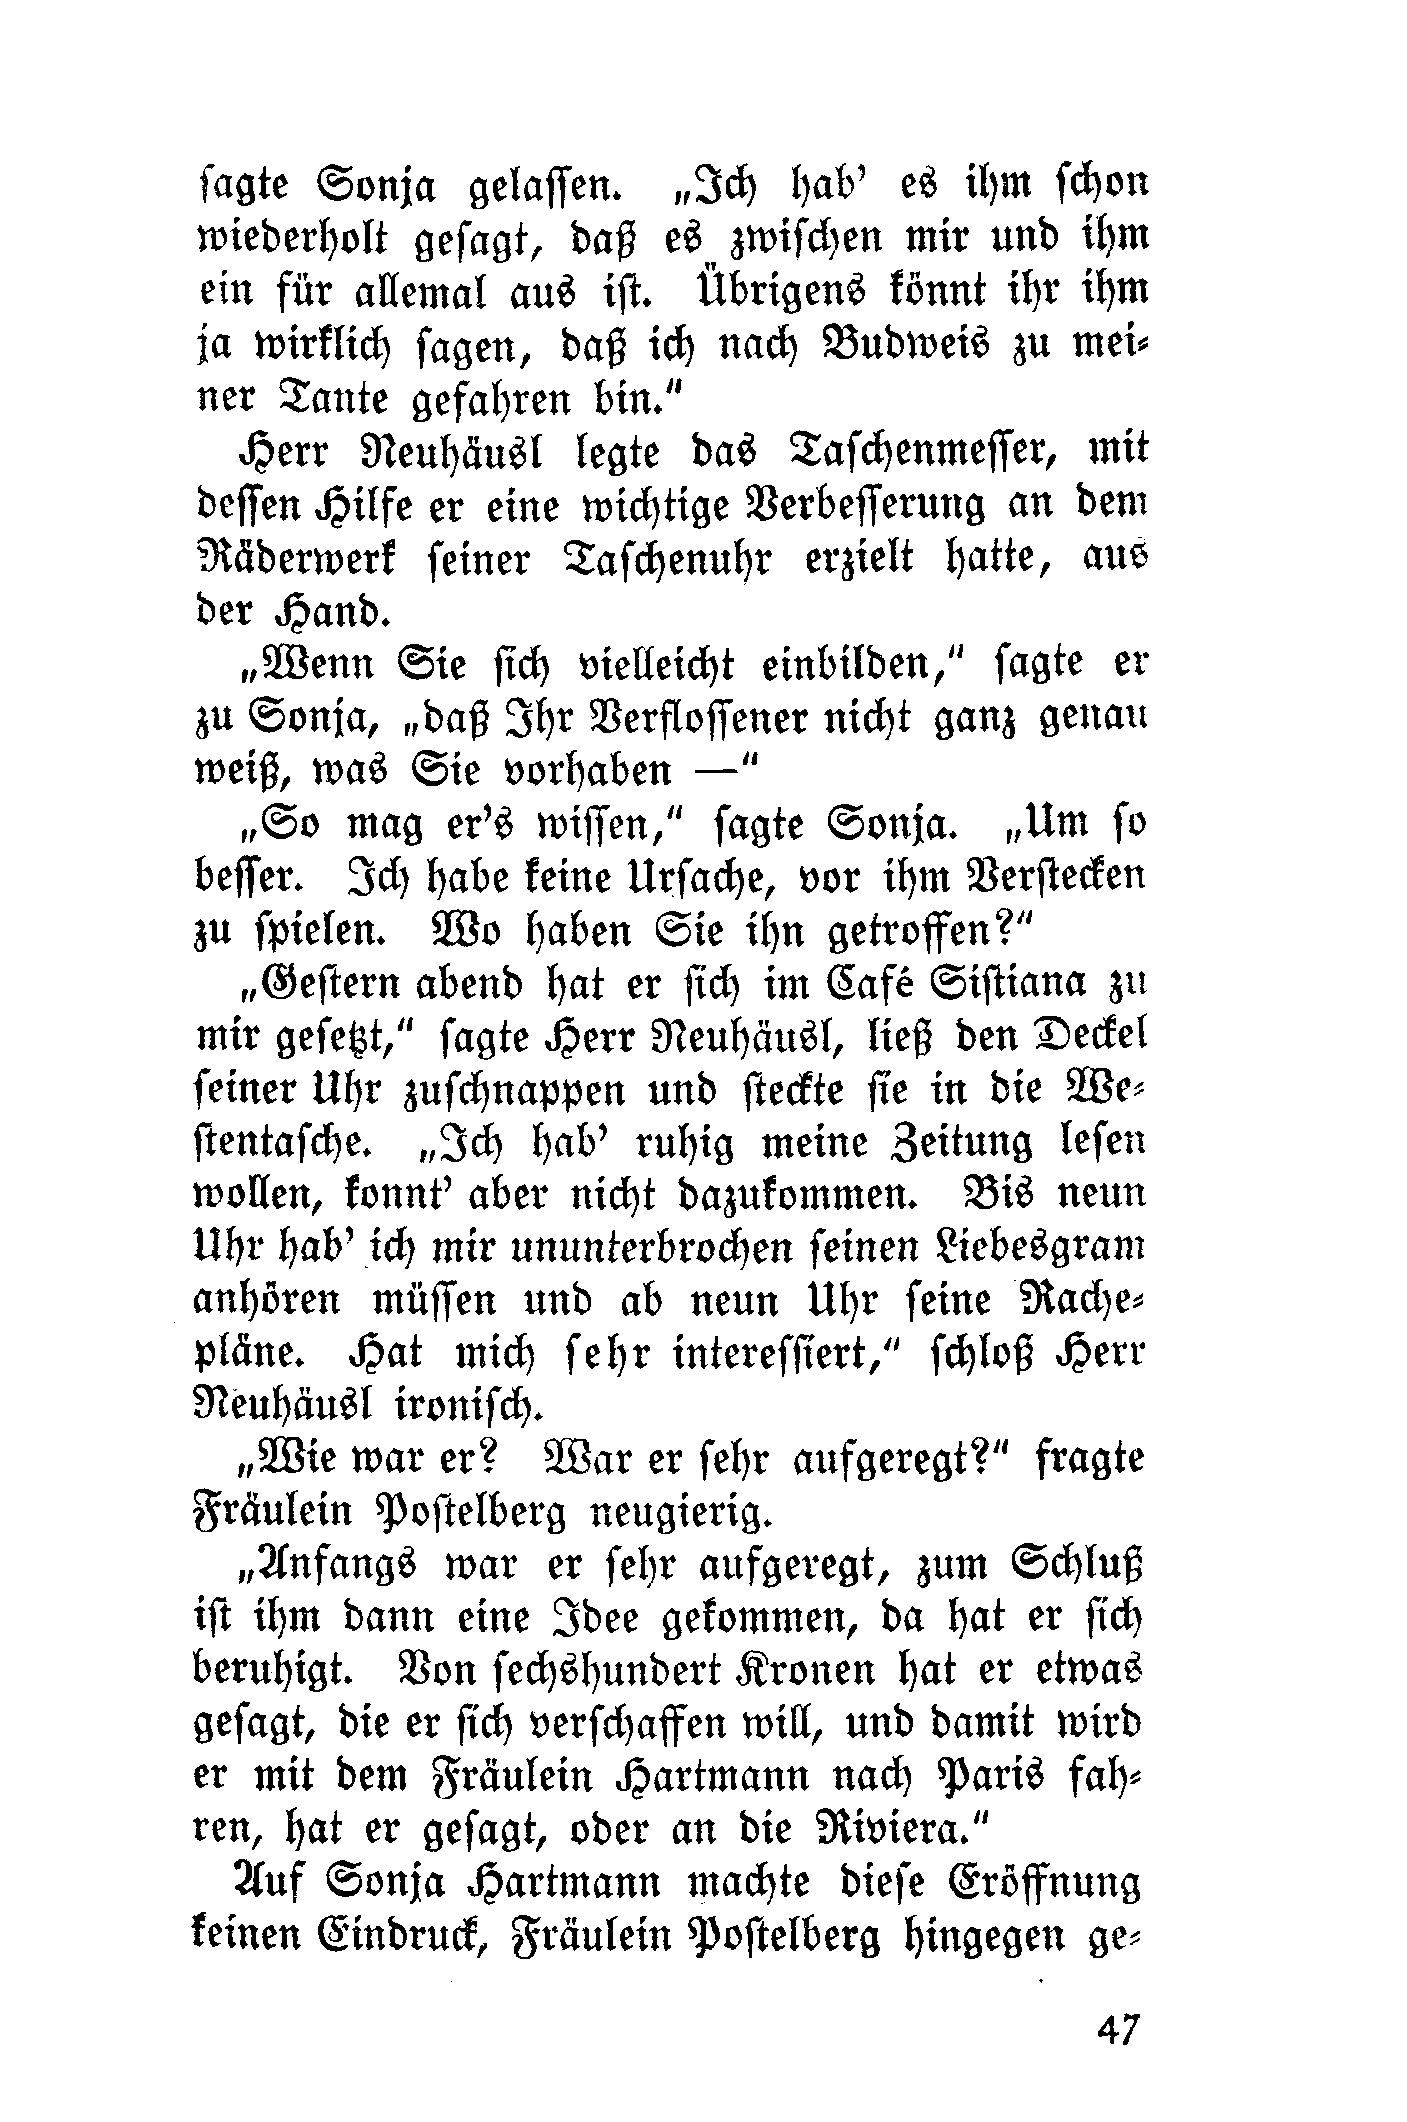 sagte Sonja gelassen. „Ich hab' es ihm schon
wiederholt gesagt, daß es zwischen mir und ihm
ein für allemal aus ist. Übrigens könnt ihr ihm
ja wirklich sagen, daß ich nach Budweis zu mei-
ner Tante gefahren bin.“
Herr Neuhäusl legte das Taschenmesser, mit
dessen Hilfe er eine wichtige Verbesserung an dem
Räderwerk seiner Taschenuhr erzielt hatte, aus
der Hand.
„Wenn Sie sich vielleicht einbilden,“ sagte er
zu Sonja, „daß Ihr Verflossener nicht ganz genau
weiß, was Sie vorhaben —“
„So mag er's wissen,“ sagte Sonja. „Um so
besser. Ich habe keine Ursache, vor ihm Verstecken
zu spielen. Wo haben Sie ihn getroffen?“
„Gestern abend hat er sich im Café Sistiana zu
mir gesetzt,“ sagte Herr Neuhäusl, ließ den Deckel
seiner Uhr zuschnappen und steckte sie in die We-
stentasche. „Ich hab' ruhig meine Zeitung lesen
wollen, konnt' aber nicht dazukommen. Bis neun
Uhr hab' ich mir ununterbrochen seinen Liebesgram
anhören müssen und ab neun Uhr seine Rache-
pläne. Hat mich sehr interessiert,“ schloß Herr
Neuhäusl ironisch.
„Wie war er? War er sehr aufgeregt?“ fragte
Fräulein Postelberg neugierig.
„Anfangs war er sehr aufgeregt, zum Schluß
ist ihm dann eine Idee gekommen, da hat er sich
beruhigt. Von sechshundert Kronen hat er etwas
gesagt, die er sich verschaffen will, und damit wird
er mit dem Fräulein Hartmann nach Paris fah-
ren, hat er gesagt, oder an die Riviera.“
Auf Sonja Hartmann machte diese Eröffnung
keinen Eindruck, Fräulein Postelberg hingegen ge-
47